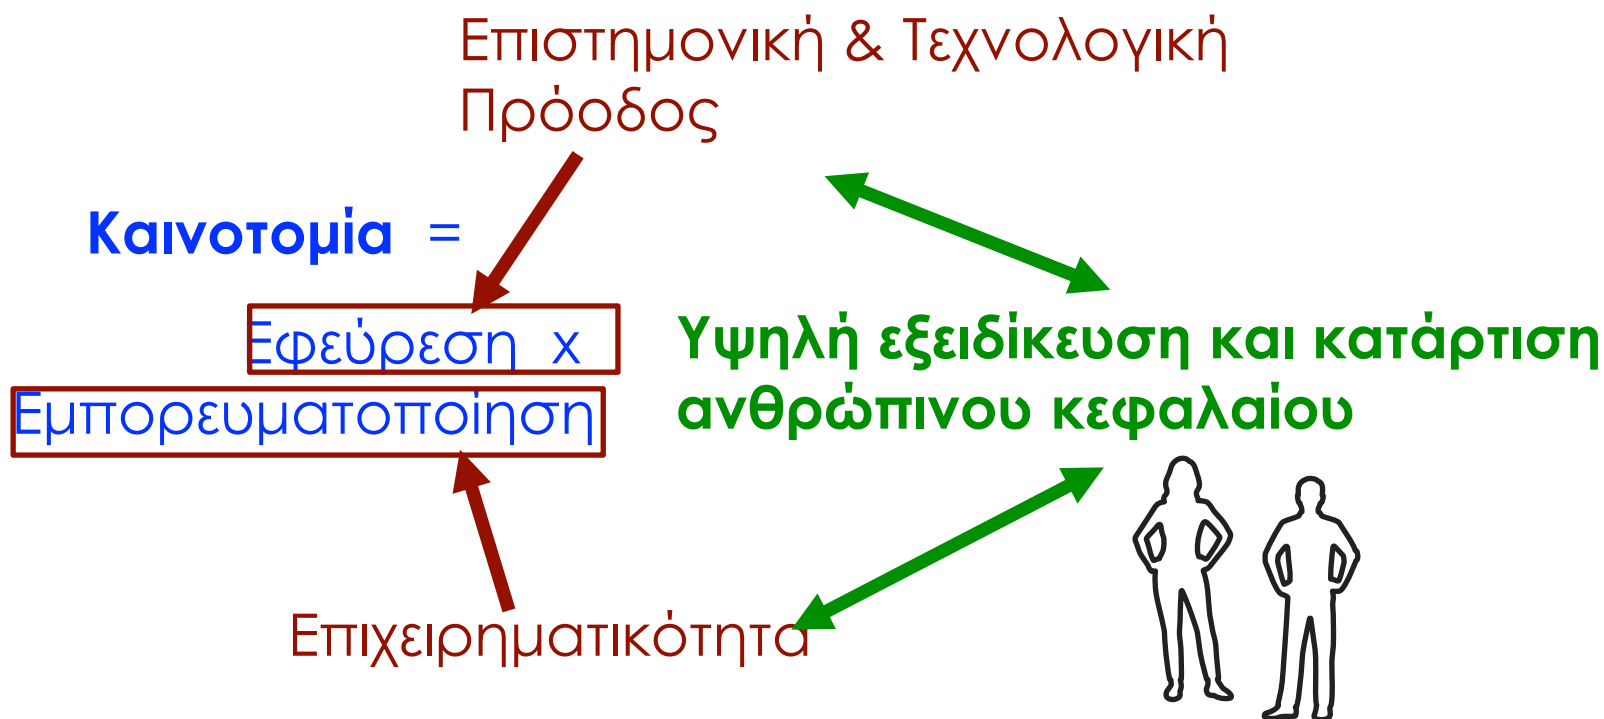 Επιστημονική & Τεχνολογική
Πρόοδος
Καινοτομία =
Εφεύρεση x
Εμπορευματοποίηση
Υψηλή εξειδίκευση και κατάρτιση
ανθρώπινου κεφαλαίου
Επιχειρηματικότητα